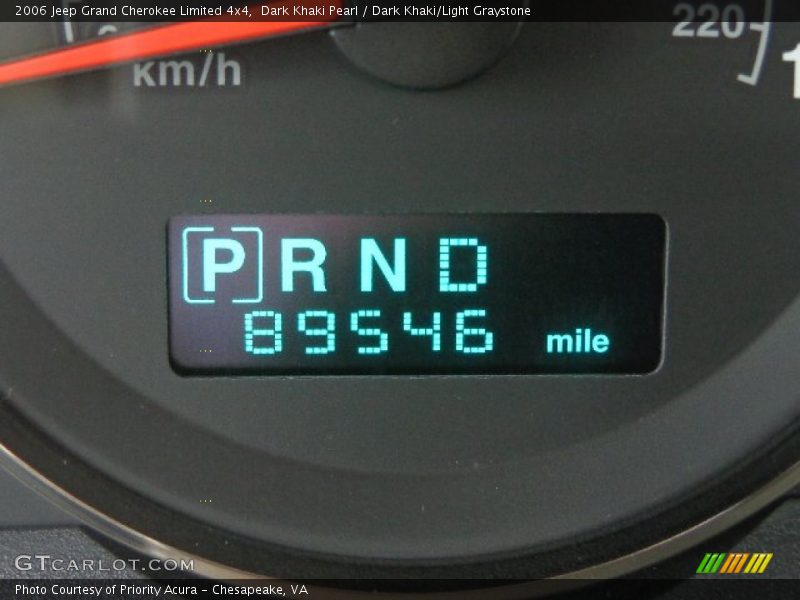 2006 Jeep Grand Cherokee Limited 4x4,  Dark Khaki Pearl / Dark Khaki/Light Graystone
220
km/h
[P] R N D
89546 mile
GTCARLOT.COM
Photo Courtesy of Priority Acura - Chesapeake, VA